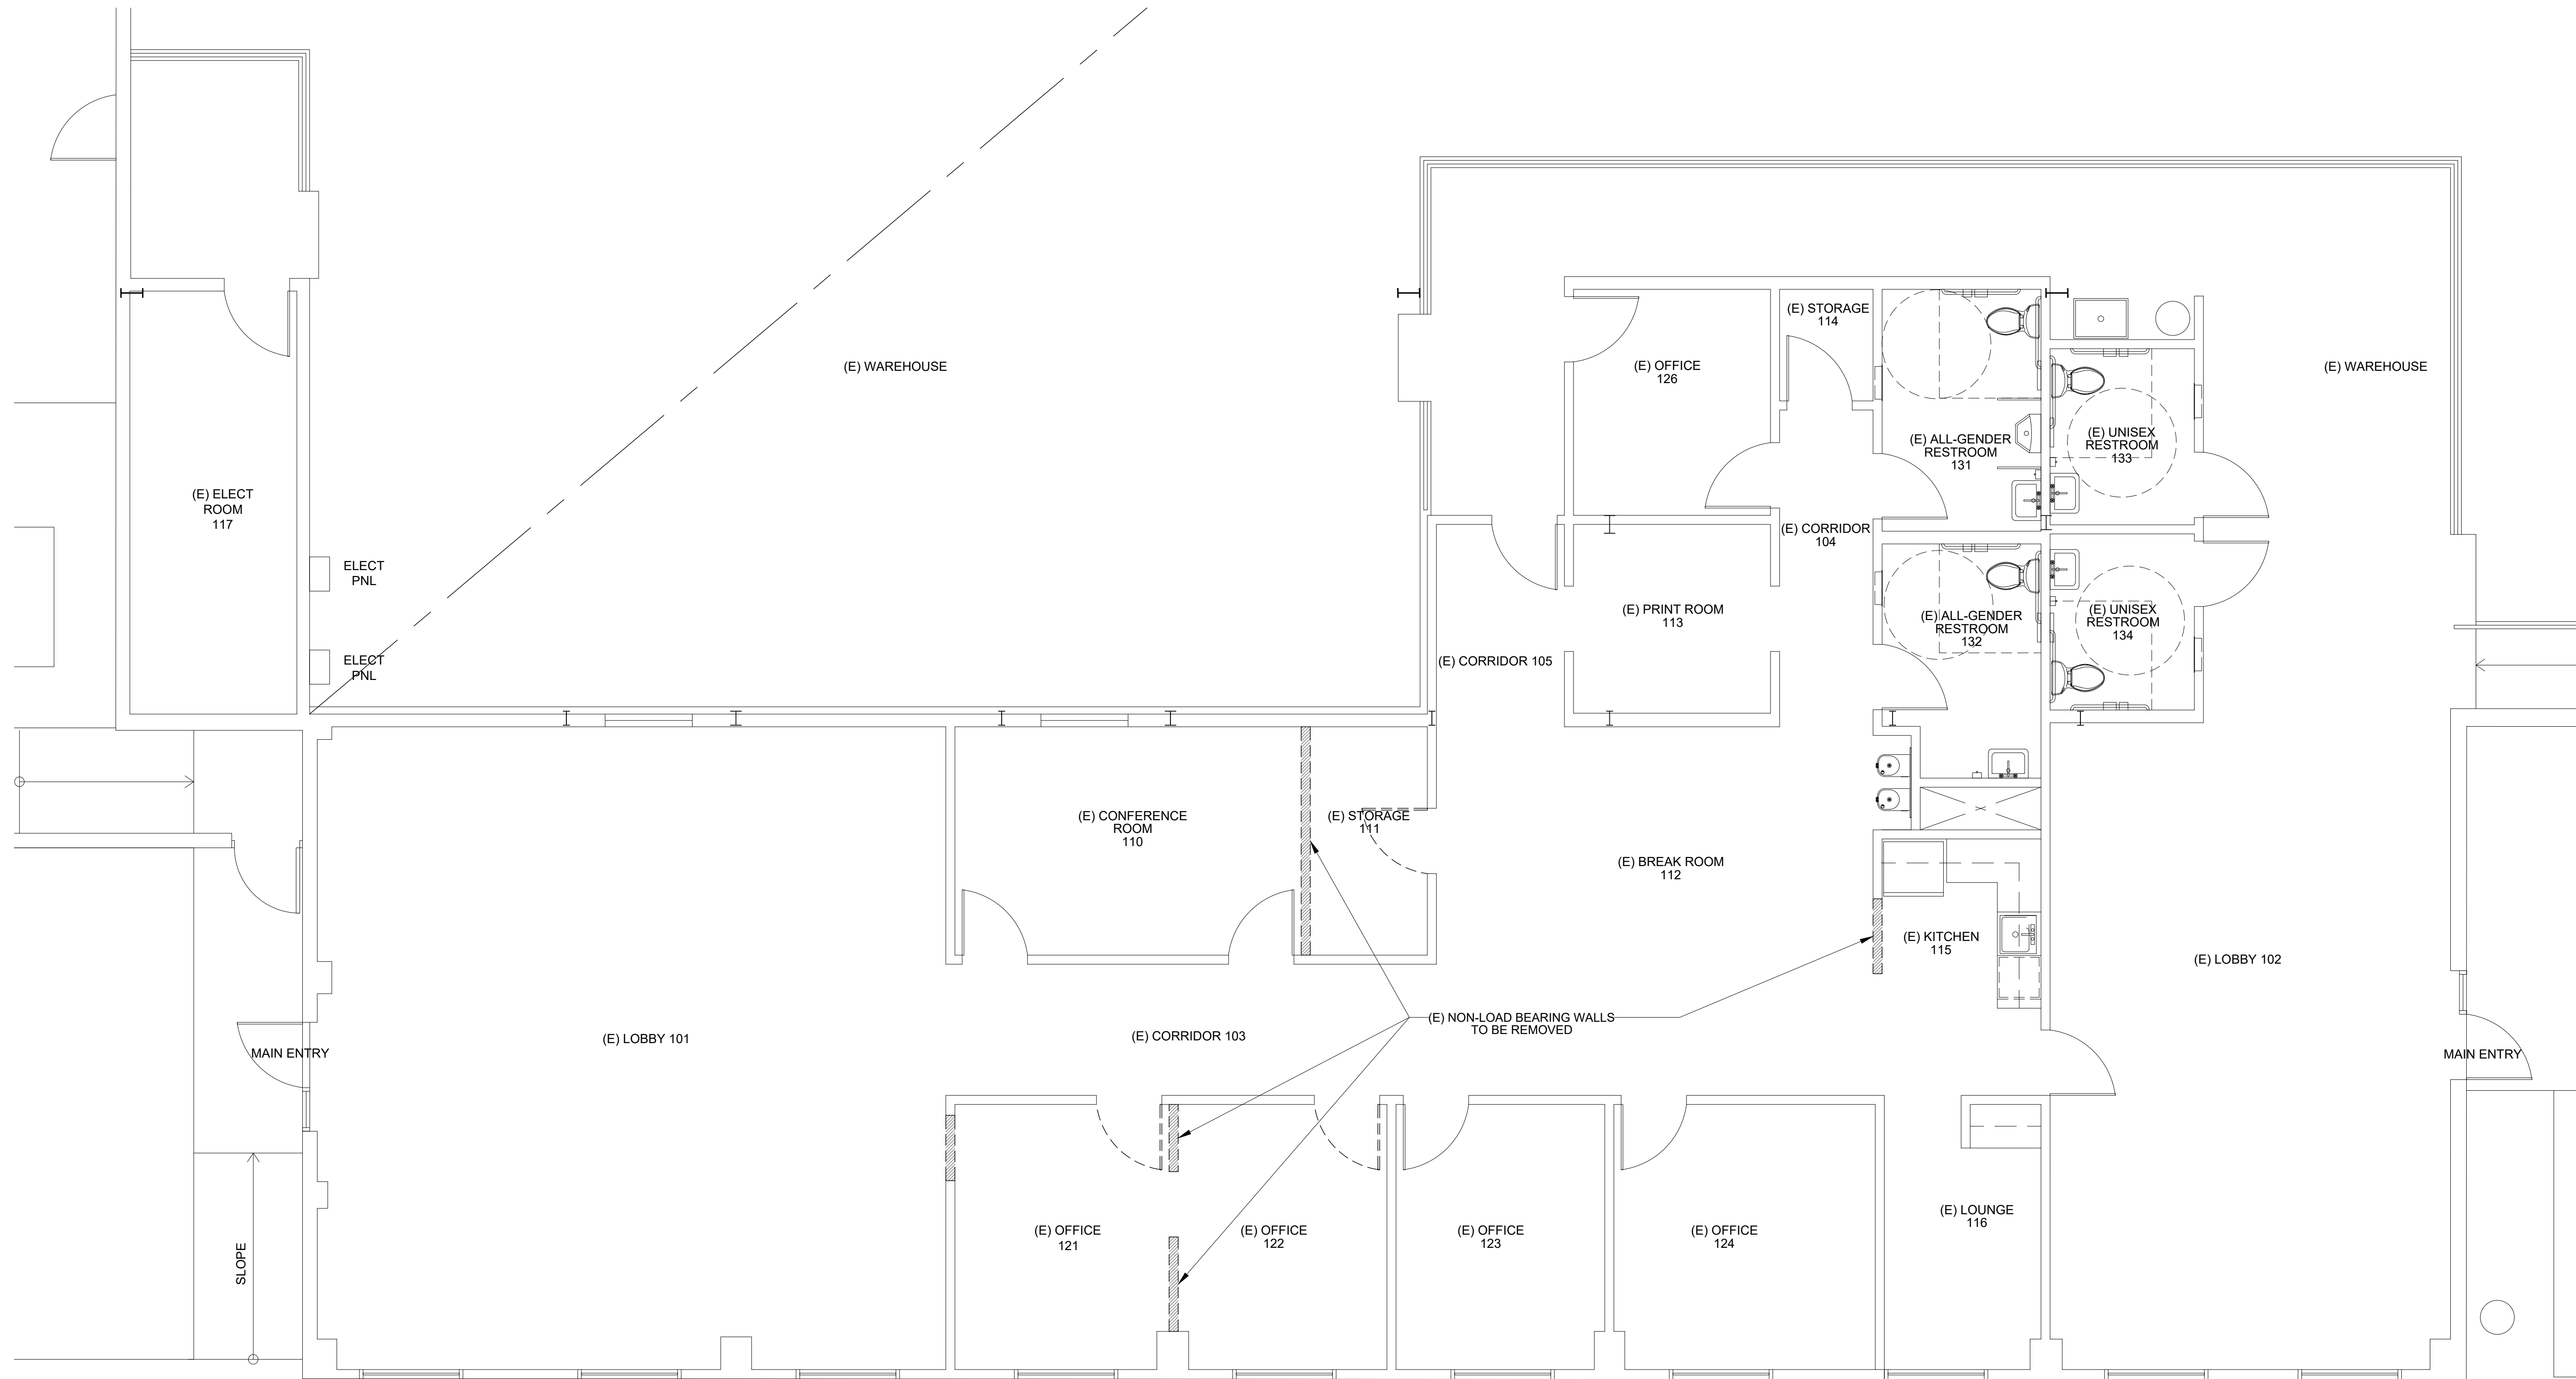 (E) STORAGE
114
(E) WAREHOUSE
(E) OFFICE
126
(E) WAREHOUSE
(E) ALL-GENDER
RESTROOM
131
(E) UNISEX
RESTROOM
133
(E) ELECT
ROOM
117
(E) CORRIDOR
104
ELECT
PNL
(E) PRINT ROOM
113
(E) ALL-GENDER
RESTROOM
132
(E) UNISEX
RESTROOM
134
ELECT
PNL
(E) CORRIDOR 105
(E) CONFERENCE
ROOM
110
(E) STORAGE
111
(E) BREAK ROOM
112
(E) KITCHEN
115
(E) LOBBY 102
(E) NON-LOAD BEARING WALLS
TO BE REMOVED
(E) LOBBY 101
(E) CORRIDOR 103
MAIN ENTRY
MAIN ENTRY
(E) OFFICE
121
(E) OFFICE
122
(E) OFFICE
123
(E) OFFICE
124
(E) LOUNGE
116
SLOPE